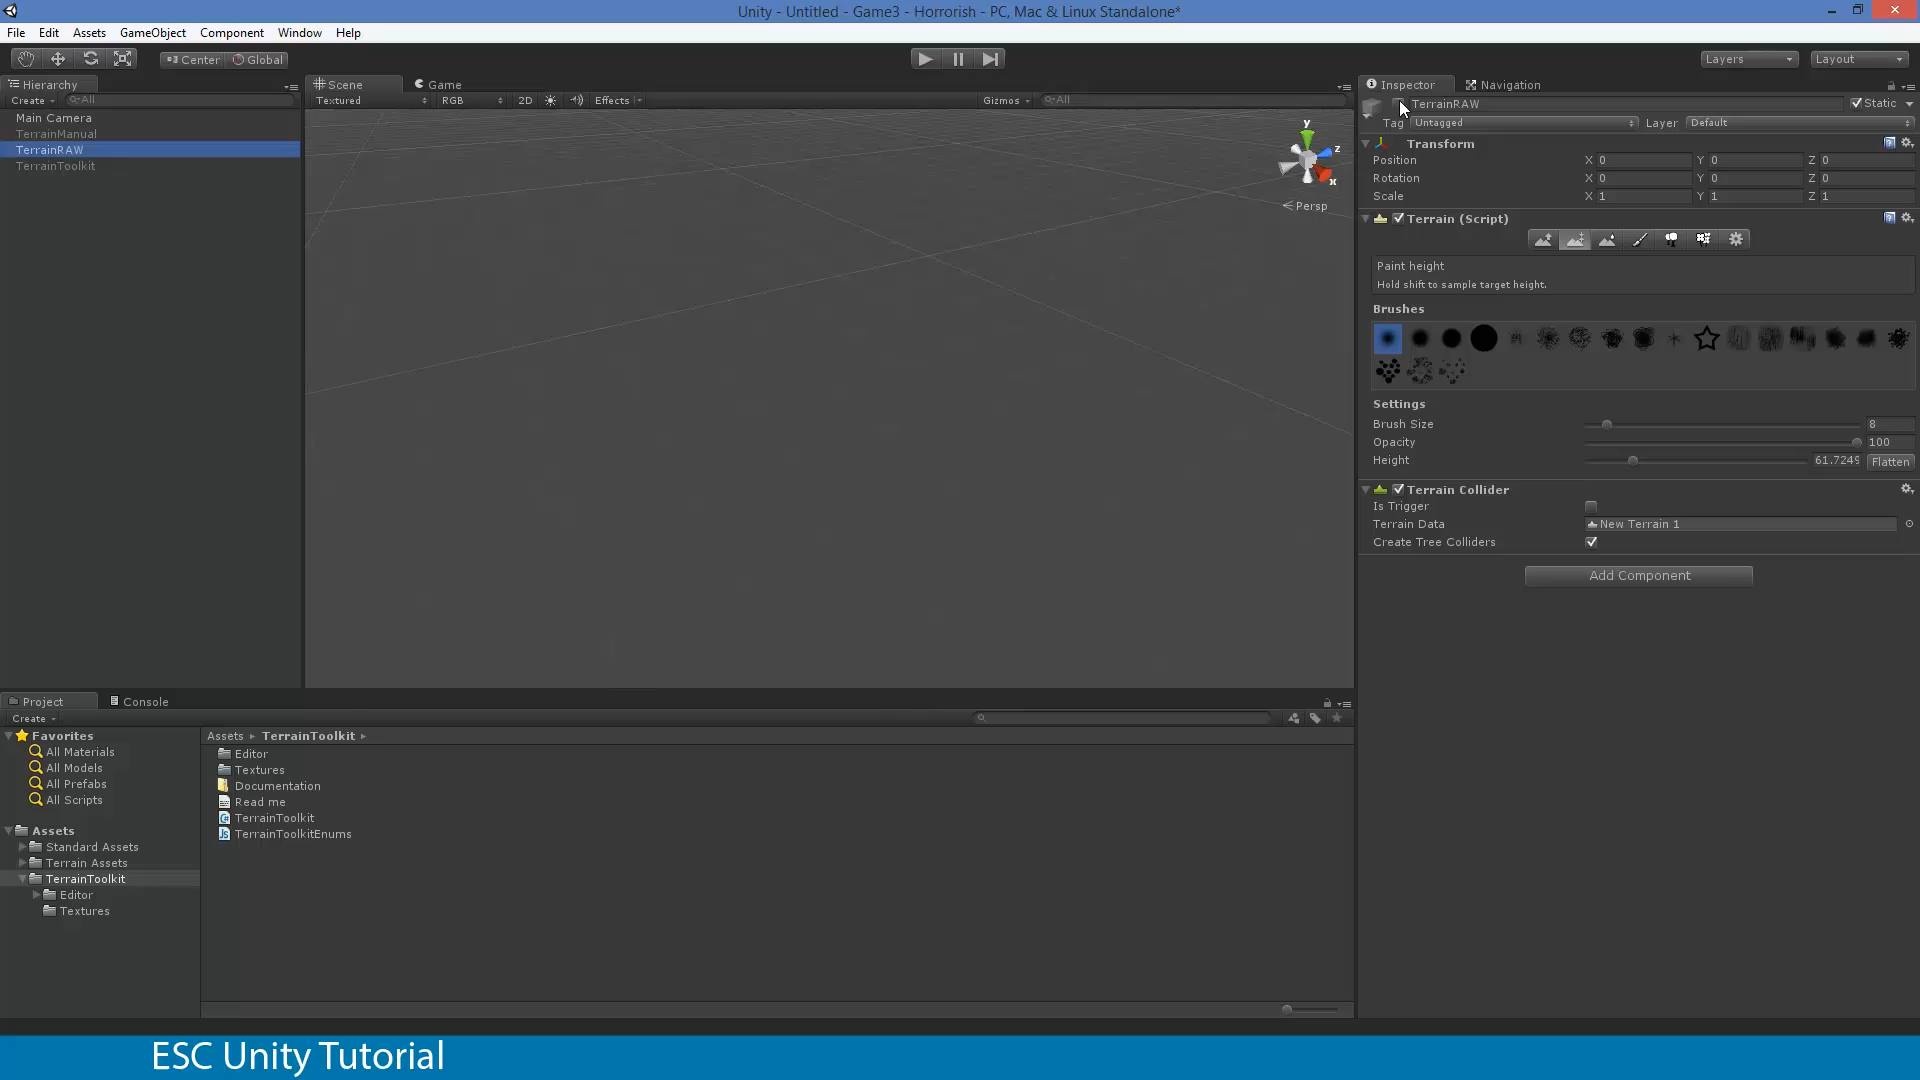 Unity - Untitled - Game3 - Horrorish - PC, Mac & Linux Standalone*
File Edit Assets GameObject Component Window Help
Center Global Layers Layout
Hierarchy
Create All
Main Camera
TerrainManual
TerrainRAW
TerrainToolkit
Scene Game
Textured RGB 2D Effects Gizmos All
y
z
x
Persp
Inspector Navigation
TerrainRAW Static
Tag Untagged Layer Default
Transform
Position X 0 Y 0 Z 0
Rotation X 0 Y 0 Z 0
Scale X 1 Y 1 Z 1
Terrain (Script)
Paint height
Hold shift to sample target height.
Brushes
Settings
Brush Size 8
Opacity 100
Height 61.7249 Flatten
Terrain Collider
Is Trigger
Terrain Data New Terrain 1
Create Tree Colliders
Add Component
Project Console
Create
Favorites
All Materials
All Models
All Prefabs
All Scripts
Assets
Standard Assets
Terrain Assets
TerrainToolkit
Editor
Textures
Assets TerrainToolkit
Editor
Textures
Documentation
Read me
TerrainToolkit
TerrainToolkitEnums
ESC Unity Tutorial